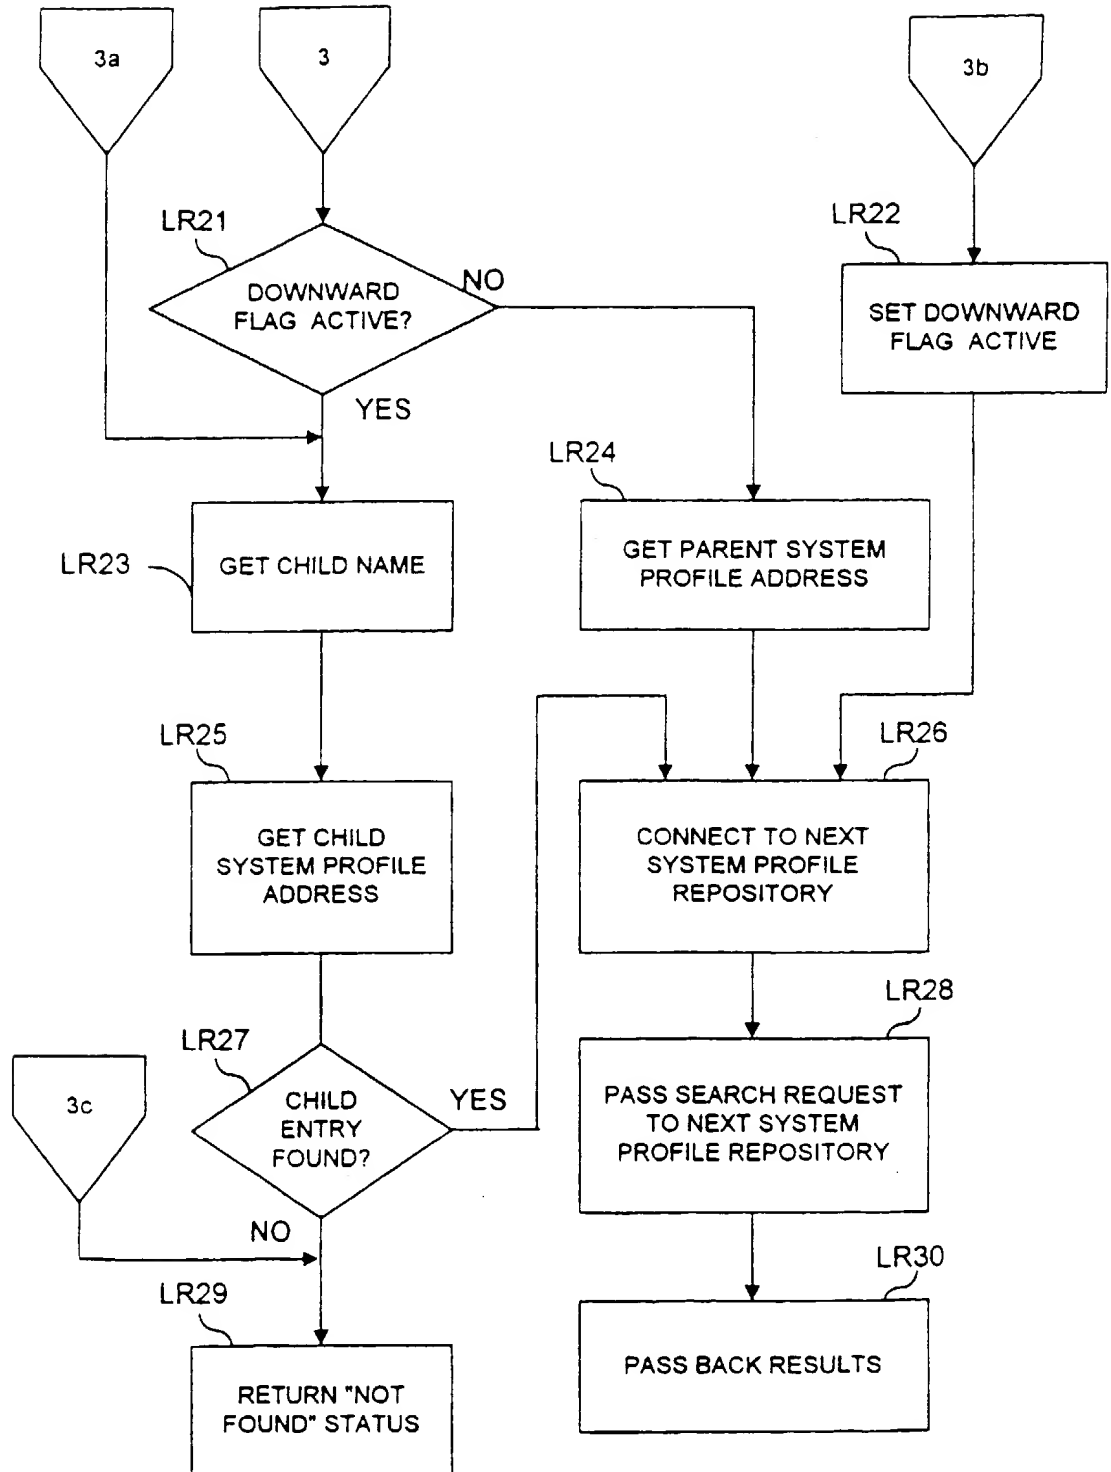 3a
3
3b
LR21
LR22
DOWNWARD
FLAG ACTIVE?
NO
SET DOWNWARD
FLAG ACTIVE
YES
LR24
LR23
GET CHILD NAME
GET PARENT SYSTEM
PROFILE ADDRESS
LR25
LR26
GET CHILD
SYSTEM PROFILE
ADDRESS
CONNECT TO NEXT
SYSTEM PROFILE
REPOSITORY
LR28
LR27
3c
CHILD
ENTRY
FOUND?
YES
PASS SEARCH REQUEST
TO NEXT SYSTEM
PROFILE REPOSITORY
NO
LR30
LR29
PASS BACK RESULTS
RETURN "NOT
FOUND" STATUS